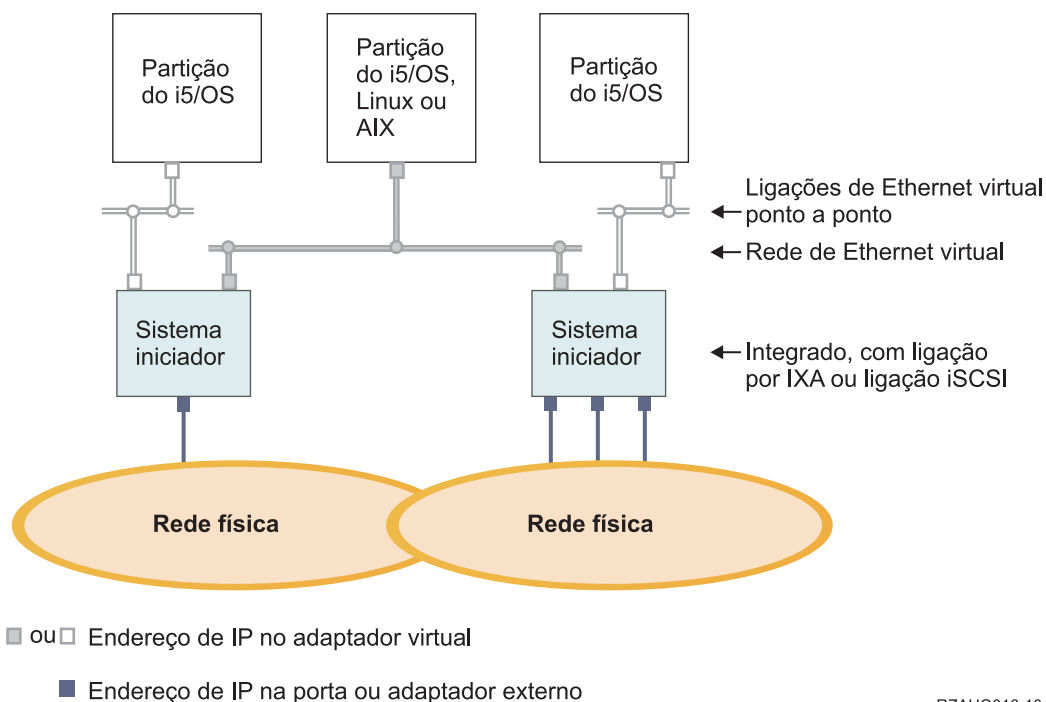 Partição
do i5/OS
Partição
do i5/OS,
Linux ou
AIX
Partição
do i5/OS
Ligações de Ethernet virtual
ponto a ponto
Rede de Ethernet virtual
Sistema
iniciador
Sistema
iniciador
Integrado, com ligação
por IXA ou ligação iSCSI
Rede física
Rede física
ou Endereço de IP no adaptador virtual
Endereço de IP na porta ou adaptador externo